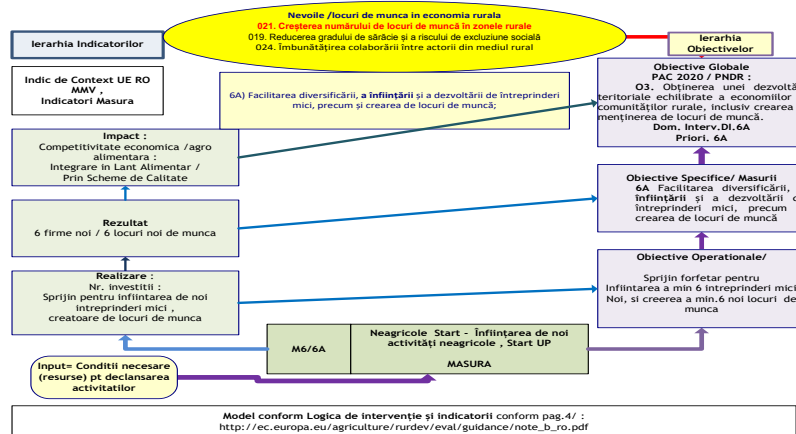 Nevoile /locuri de munca in economia rurala
021. Creșterea numărului de locuri de muncă în zonele rurale
019. Reducerea gradului de sărăcie și a riscului de excluziune socială
024. Îmbunătățirea colaborării între actorii din mediul rural
Ierarhia Indicatorilor
Ierarhia
Obiectivelor
Indic de Context UE RO
MMV ,
Indicatori Masura
6A) Facilitarea diversificării, a înființării și a dezvoltării de întreprinderi
mici, precum și crearea de locuri de muncă;
Obiective Globale
PAC 2020 / PNDR :
O3. Obținerea unei dezvoltă
teritoriale echilibrate a economiilor
comunităților rurale, inclusiv crearea
menținerea de locuri de muncă.
Dom. Interv.DI.6A
Priori. 6A
Impact :
Competitivitate economica /agro
alimentara :
Integrare in Lant Alimentar /
Prin Scheme de Calitate
Obiective Specifice/ Masurii
6A Facilitarea diversificării,
înființării și a dezvoltării d
întreprinderi mici, precum
crearea de locuri de muncă
Rezultat
6 firme noi / 6 locuri noi de munca
Realizare :
Nr. investitii :
Sprijin pentru infiintarea de noi
intreprinderi mici ,
creatoare de locuri de munca
Obiective Operationale/
Sprijin forfetar pentru
Infiintarea a min 6 intreprinderi mici
Noi, si creerea a min.6 noi locuri de
munca
M6/6A
Neagricole Start - Înființarea de noi
activități neagricole , Start UP
MASURA
Input= Conditii necesare
(resurse) pt declansarea
activitatilor
Model conform Logica de intervenție și indicatorii conform pag.4/ :
http://ec.europa.eu/agriculture/rurdev/eval/guidance/note_b_ro.pdf